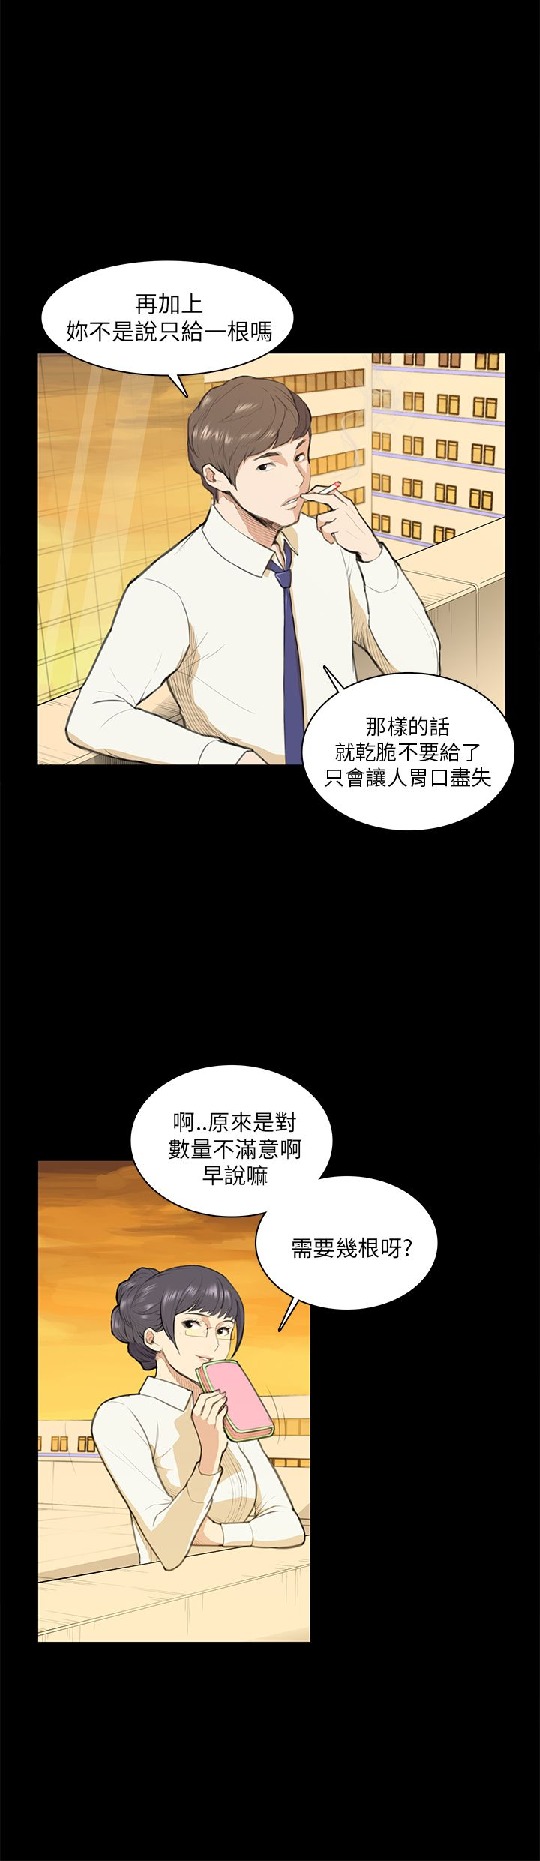 再加上
妳不是說只給一根嗎
那樣的話
就乾脆不要給了
只會讓人胃口盡失
啊..原來是對
數量不滿意啊
早說嘛
需要幾根呀?